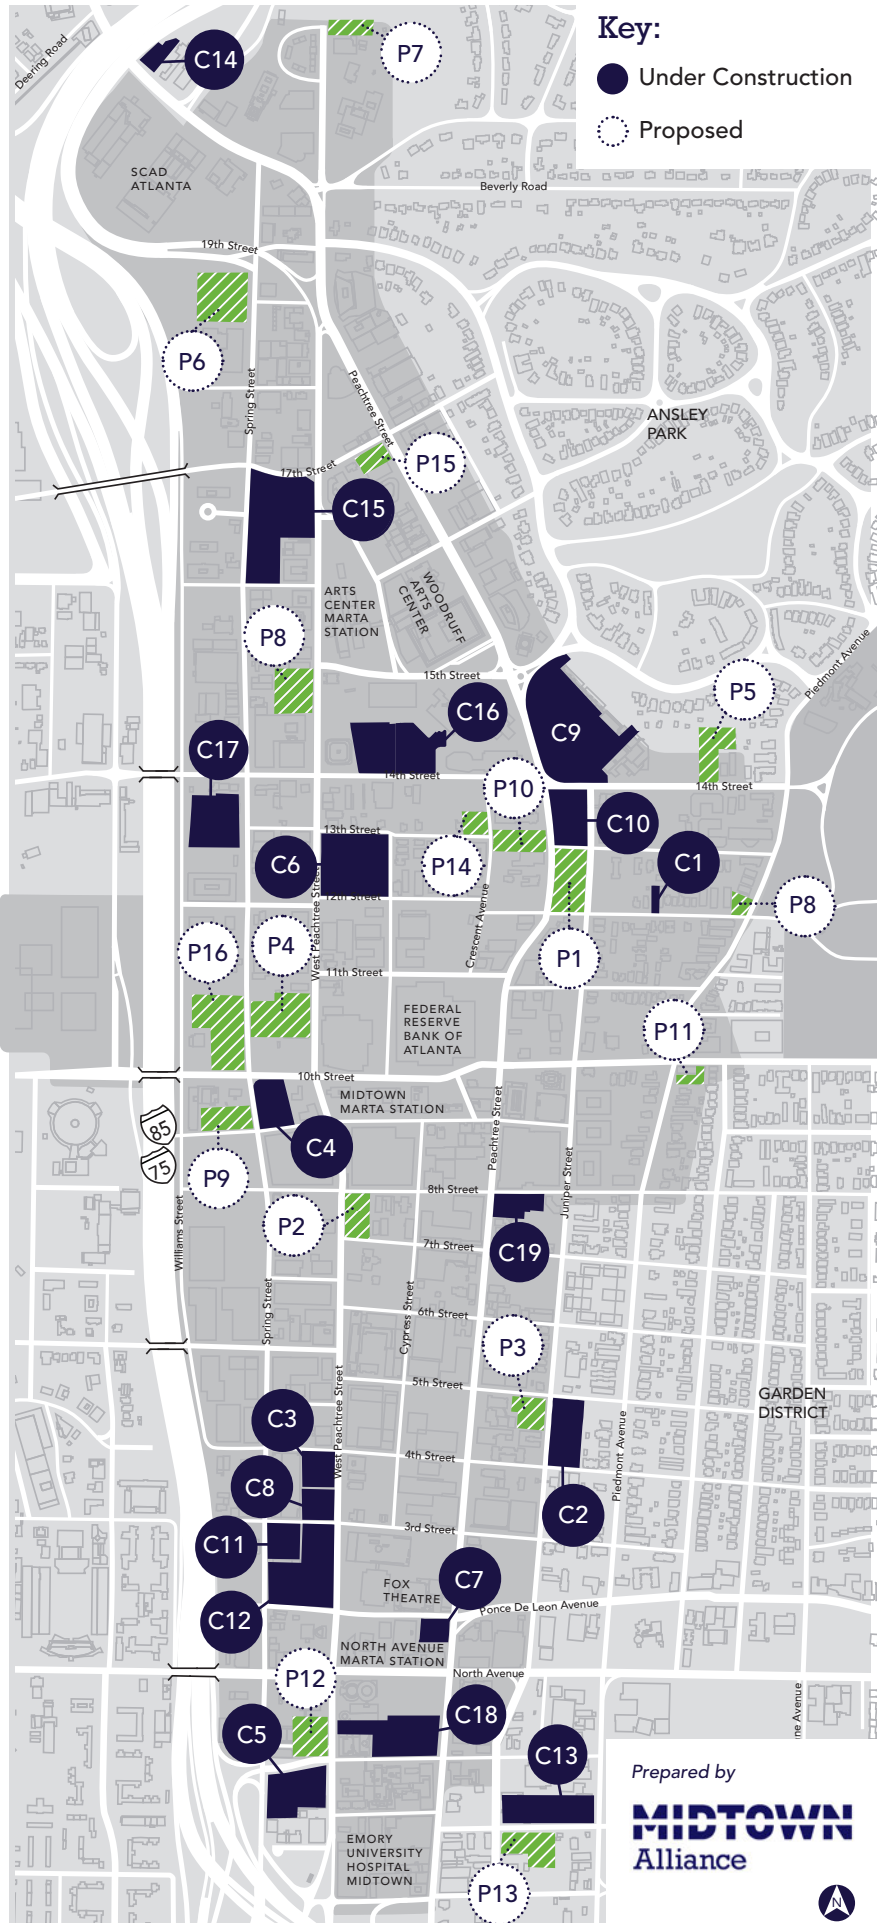 Key:
Under Construction
Proposed
Deering Road
C14
P7
SCAD
ATLANTA
Beverly Road
19th Street
P6
Spring Street
Peachtree Street
ANSLEY
PARK
17th Street
P15
C15
WOODRUFF
ARTS
CENTER
ARTS
CENTER
MARTA
STATION
P8
15th Street
Piedmont Avenue
P5
C16
C9
C17
14th Street
14th Street
P10
C10
13th Street
C6
P14
C1
12th Street
West Peachtree Street
Crescent Avenue
P8
P16
P4
P1
11th Street
FEDERAL
RESERVE
BANK OF
ATLANTA
P11
10th Street
MIDTOWN
MARTA STATION
85
75
C4
Peachtree Street
Juniper Street
P9
8th Street
P2
Williams Street
7th Street
C19
Spring Street
Cypress Street
6th Street
P3
5th Street
West Peachtree Street
GARDEN
DISTRICT
C3
Piedmont Avenue
4th Street
C8
C2
3rd Street
C11
C7
FOX
THEATRE
C12
Ponce De Leon Avenue
NORTH AVENUE
MARTA STATION
North Avenue
P12
ne Avenue
C18
C5
C13
Prepared by
MIDTOWN
Alliance
EMORY
UNIVERSITY
HOSPITAL
MIDTOWN
P13
N